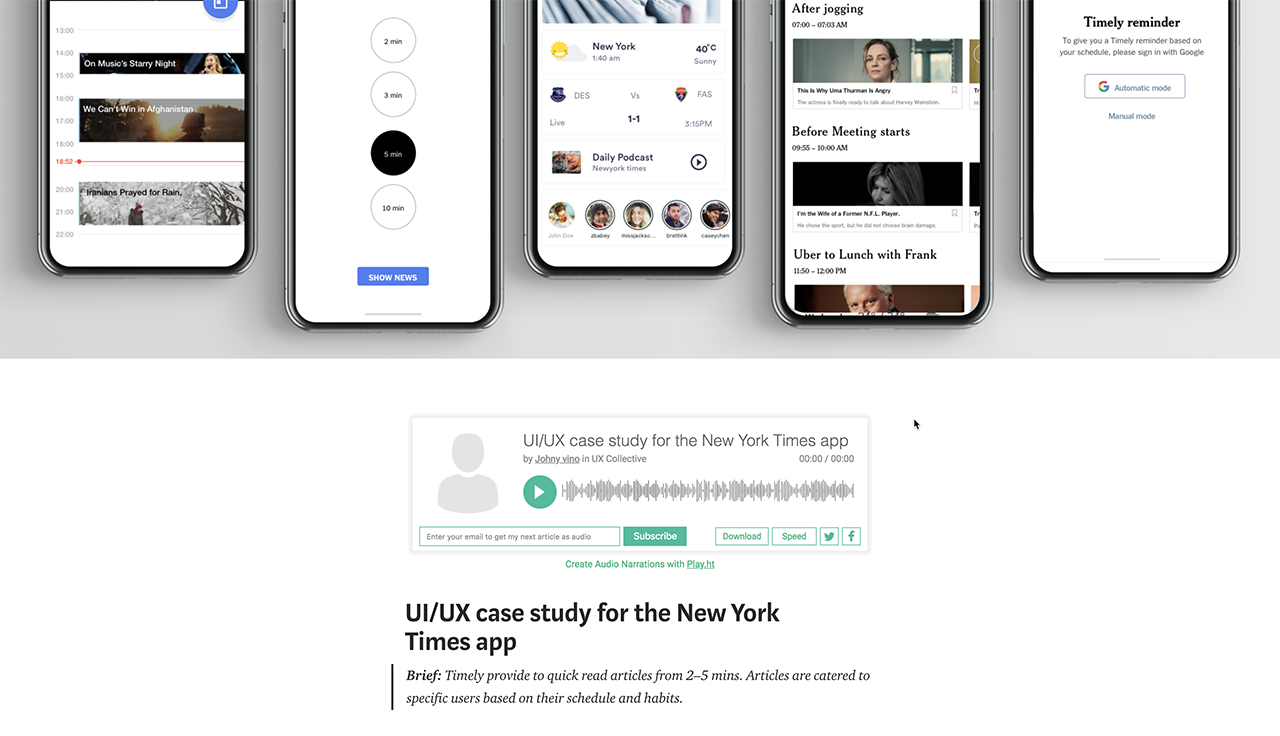 13:00
14:00
On Music's Starry Night
15:00
16:00
We Can't Win in Afghanistan
17:00
18:00
18:52
20:00
Iranians Prayed for Rain,
21:00
22:00
2 min
3 min
5 min
10 min
SHOW NEWS
New York
1:40 am
40°C
Sunny
DES
Vs
FAS
Live
1-1
3:15PM
Daily Podcast
Newyork times
John Doe
zbabey
missjackao...
brettlink
caseychen
After jogging
07:00 – 07:03 AM
This Is Why Uma Thurman Is Angry
The actress is finally ready to talk about Harvey Weinstein.
Before Meeting starts
09:55 – 10:00 AM
I'm the Wife of a Former N.F.L. Player.
He chose the sport, but he did not choose brain damage.
Uber to Lunch with Frank
11:50 – 12:00 PM
Timely reminder
To give you a Timely reminder based on
your schedule, please sign in with Google
Automatic mode
Manual mode
UI/UX case study for the New York Times app
by Johny vino in UX Collective
00:00 / 00:00
Enter your email to get my next article as audio
Subscribe
Download
Speed
Create Audio Narrations with Play.ht
UI/UX case study for the New York
Times app
Brief: Timely provide to quick read articles from 2–5 mins. Articles are catered to
specific users based on their schedule and habits.